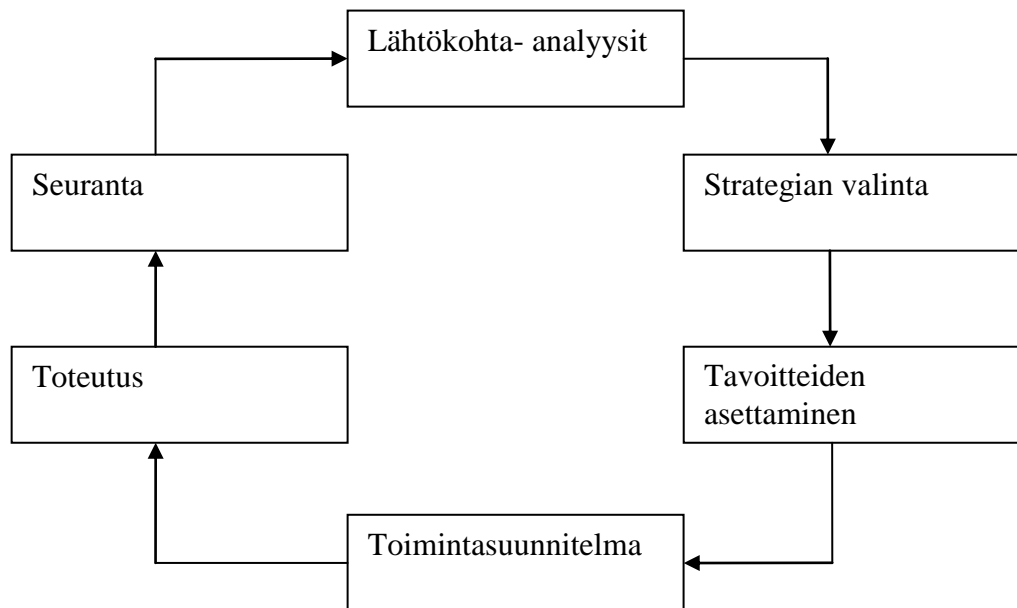 Lähtökohta- analyysit
Seuranta
Strategian valinta
Toteutus
Tavoitteiden
asettaminen
Toimintasuunnitelma